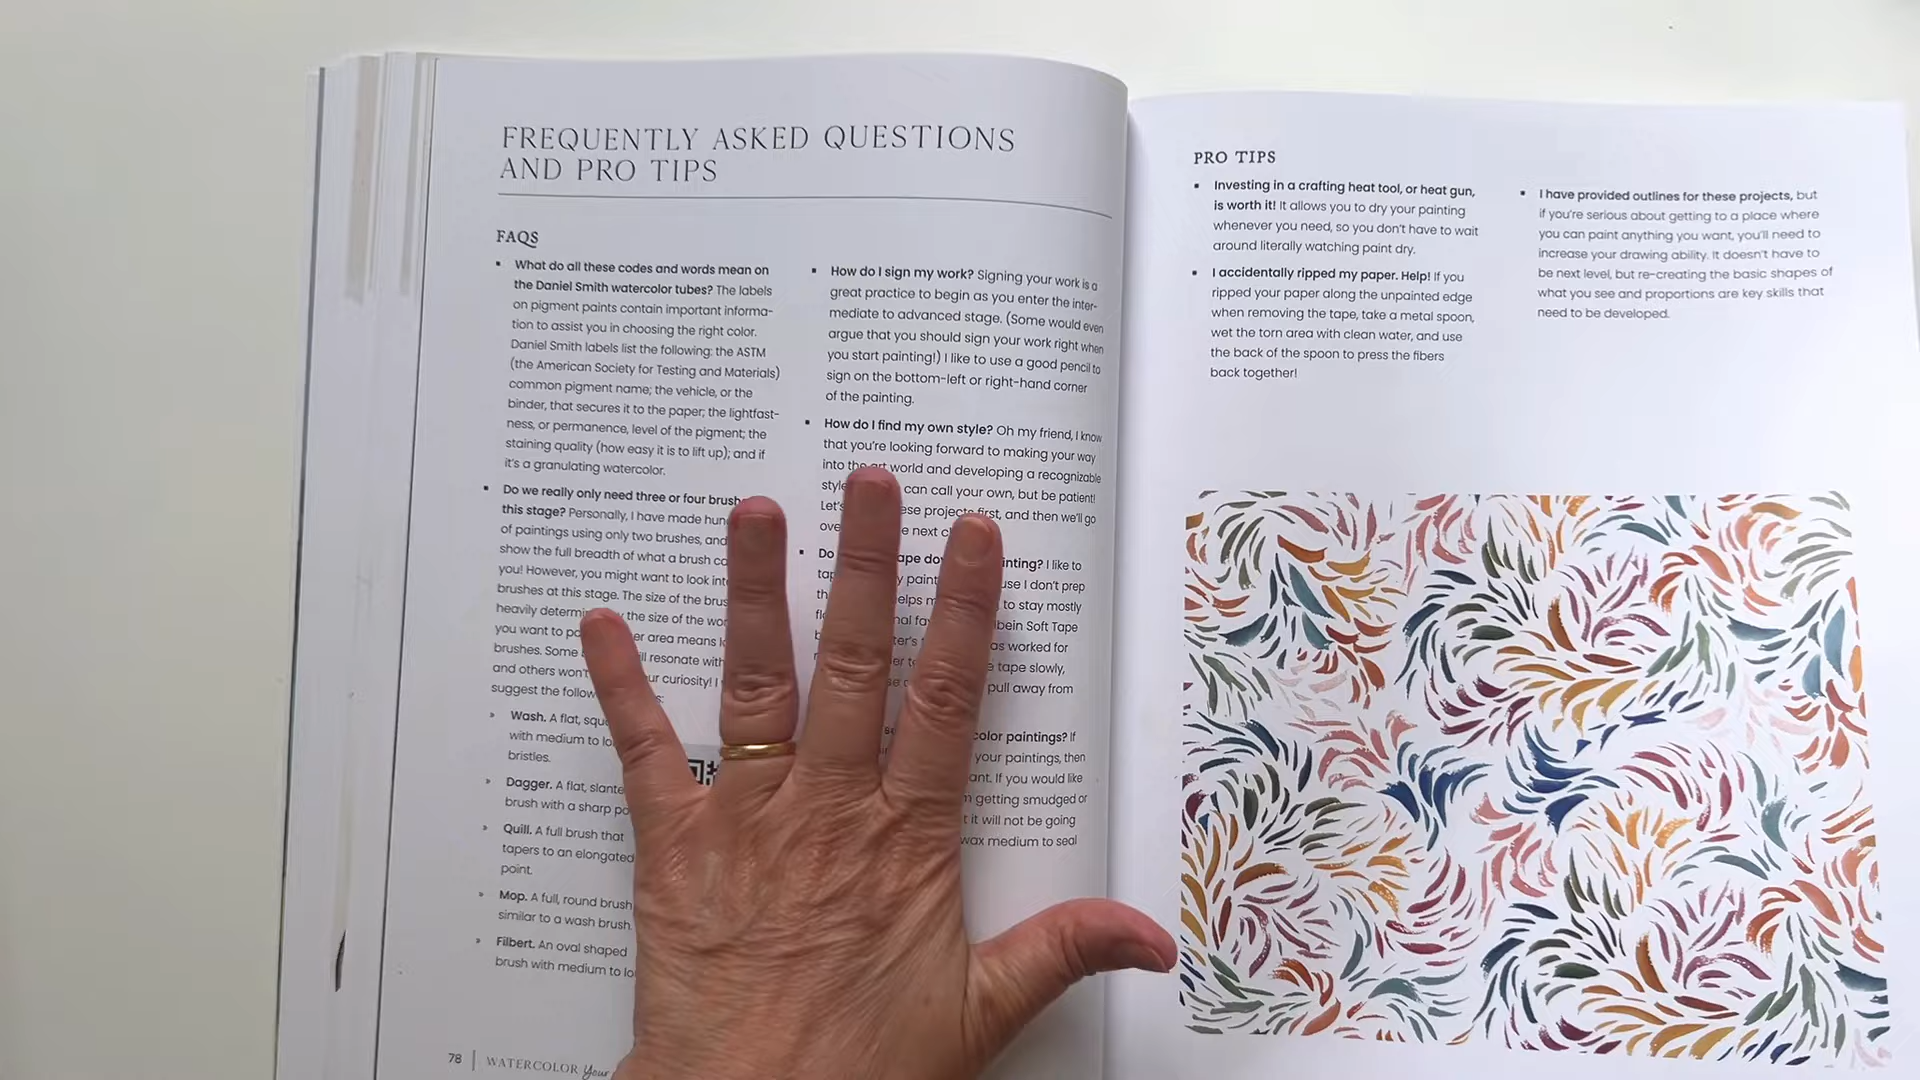 FREQUENTLY ASKED QUESTIONS
AND PRO TIPS
FAQS
▪ What do all these codes and words mean on
the Daniel Smith watercolor tubes? The labels
on pigment paints contain important informa-
tion to assist you in choosing the right color.
Daniel Smith labels list the following: the ASTM
(the American Society for Testing and Materials)
common pigment name; the vehicle, or the
binder, that secures it to the paper; the lightfast-
ness, or permanence, level of the pigment; the
staining quality (how easy it is to lift up); and if
it's a granulating watercolor.
▪ Do we really only need three or four
this stage? Personally, I have made
of paintings using only two brushes, and
show the full breadth of what a brush
you! However, you might want to look
brushes at this stage. The size of the
heavily the size of the
you want to area means
brushes. Some resonate with
and others curiosity! I
suggest the
» Wash. A flat,
with medium to
bristles.
» Dagger. A flat,
brush with a sharp
» Quill. A full brush that
tapers to an elongated
point.
» Mop. A full, round brush
similar to a wash brush.
» Filbert. An oval shaped
brush with medium to
▪ How do I sign my work? Signing your work is a
great practice to begin as you enter the inter-
mediate to advanced stage. (Some would even
argue that you should sign your work right when
you start painting!) I like to use a good pencil to
sign on the bottom-left or right-hand corner
of the painting.
▪ How do I find my own style? Oh my friend, I know
that you're looking forward to making your way
into the art world and developing a recognizable
style can call your own, but be patient!
Let's projects first, and then we'll go
next
▪ Do I like to
use I don't prep
to stay mostly
Soft Tape
as worked for
tape slowly,
pull away from
paintings? If
your paintings, then
If you would like
getting smudged or
it will not be going
wax medium to seal
78 | WATERCOLOR Your
PRO TIPS
▪ Investing in a crafting heat tool, or heat gun,
is worth it! It allows you to dry your painting
whenever you need, so you don't have to wait
around literally watching paint dry.
▪ I accidentally ripped my paper. Help! If you
ripped your paper along the unpainted edge
when removing the tape, take a metal spoon,
wet the torn area with clean water, and use
the back of the spoon to press the fibers
back together!
▪ I have provided outlines for these projects, but
if you're serious about getting to a place where
you can paint anything you want, you'll need to
increase your drawing ability. It doesn't have to
be next level, but re-creating the basic shapes of
what you see and proportions are key skills that
need to be developed.